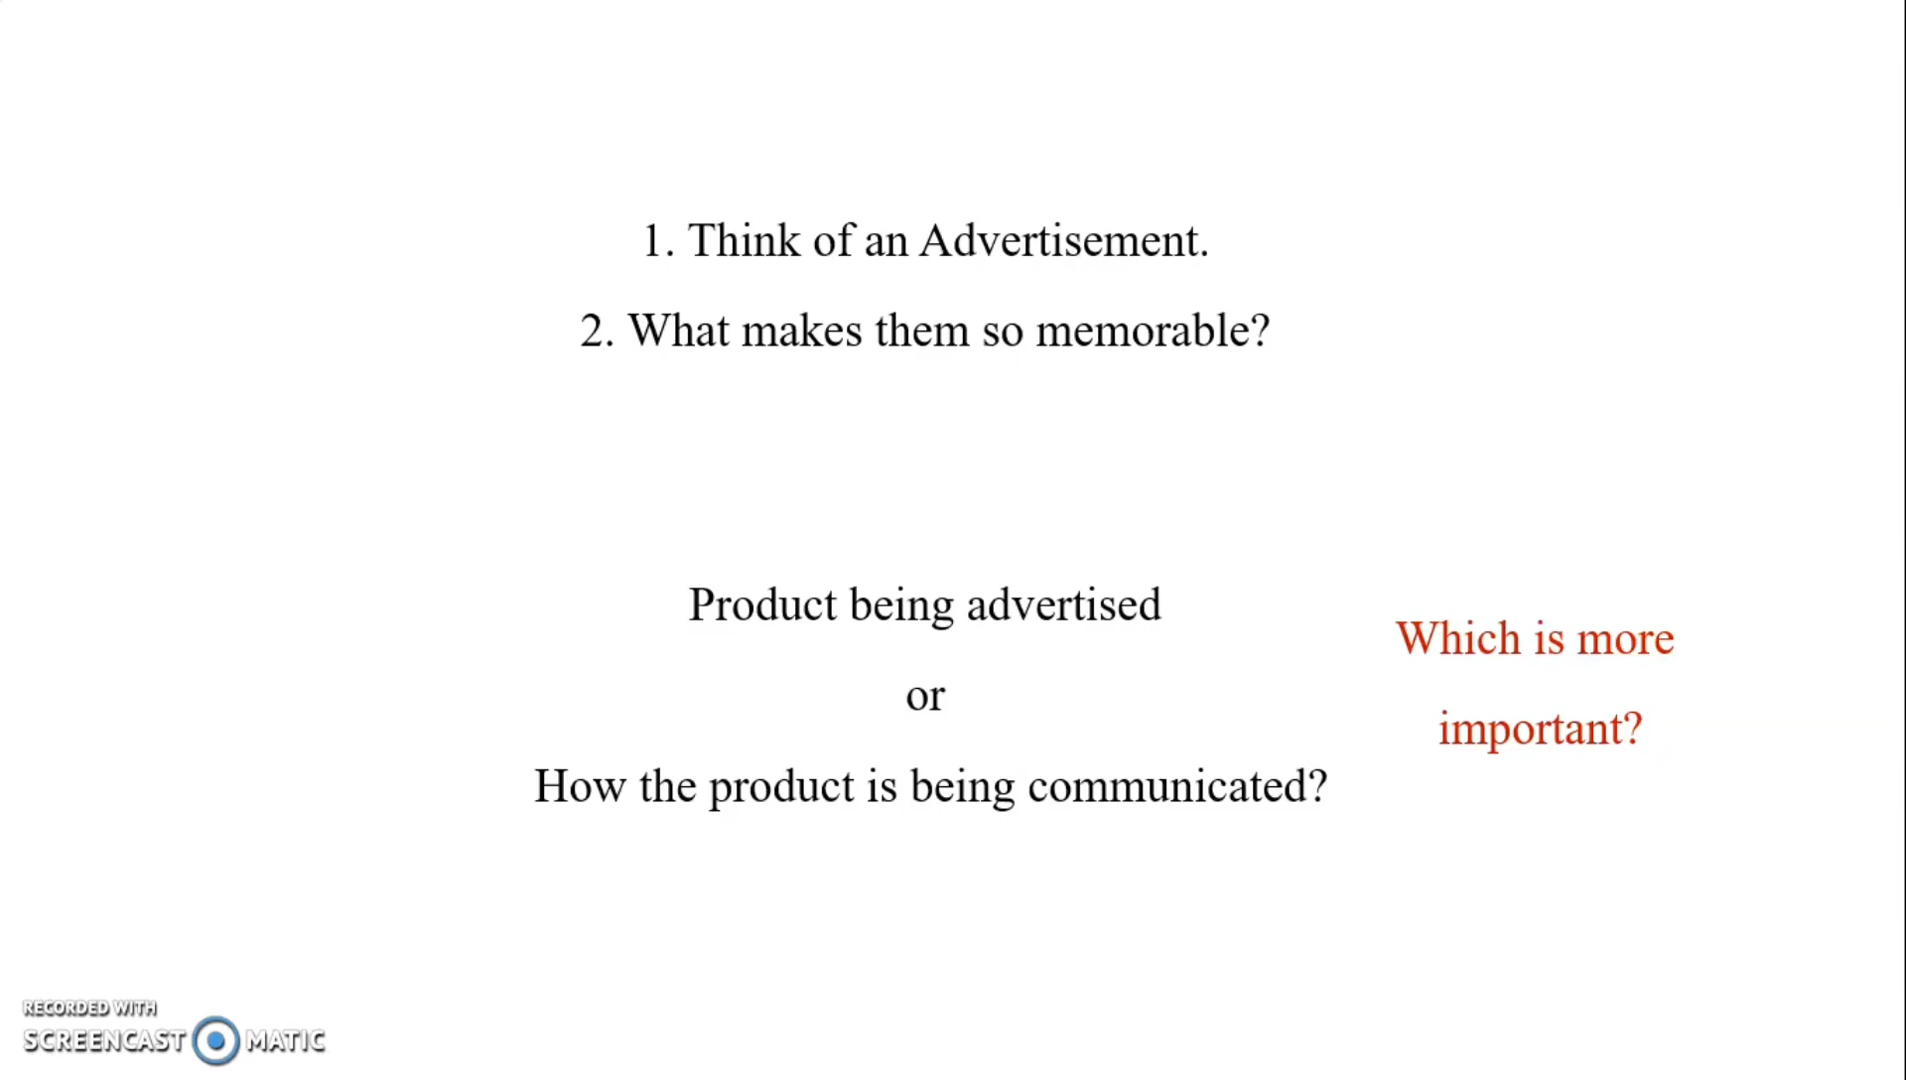 1. Think of an Advertisement.
2. What makes them so memorable?
Product being advertised
or
How the product is being communicated?
Which is more
important?
RECORDED WITH
SCREENCAST MATIC